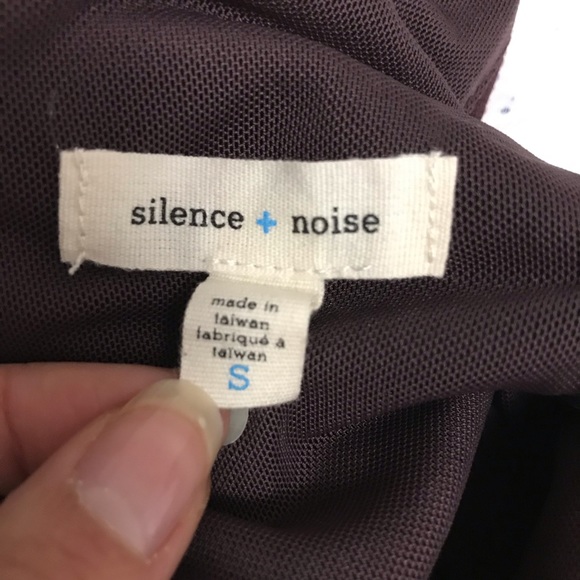 silence + noise
made in
taiwan
fabriqué à
taiwan
S